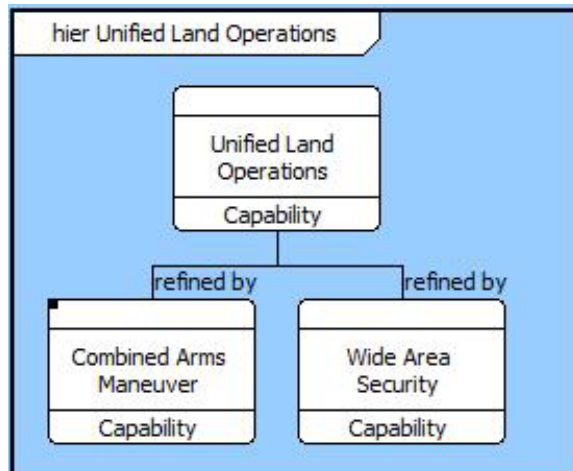 hier Unified Land Operations
Unified Land
Operations
Capability
refined by
refined by
Combined Arms
Maneuver
Capability
Wide Area
Security
Capability